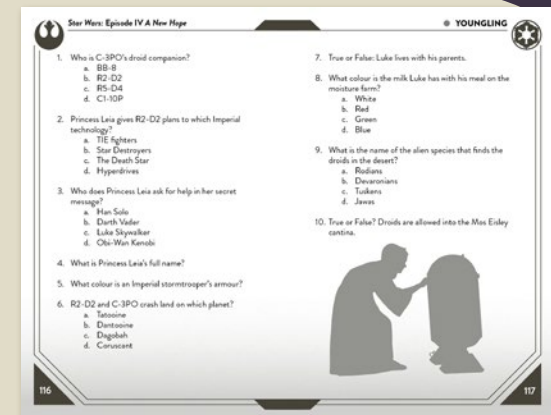 Star Wars: Episode IV A New Hope
1. Who is C-3PO's droid companion?
a. BB-8
b. R2-D2
c. R5-D4
d. C1-10P
2. Princess Leia gives R2-D2 plans to which Imperial
technology?
a. TIE fighters
b. Star Destroyers
c. The Death Star
d. Hyperdrives
3. Who does Princess Leia ask for help in her secret
message?
a. Han Solo
b. Darth Vader
c. Luke Skywalker
d. Obi-Wan Kenobi
4. What is Princess Leia's full name?
5. What colour is an Imperial stormtrooper's armour?
6. R2-D2 and C-3PO crash land on which planet?
a. Tatooine
b. Dantooine
c. Dagobah
d. Coruscant
116
YOUNGLING
7. True or False: Luke lives with his parents.
8. What colour is the milk Luke has with his meal on the
moisture farm?
a. White
b. Red
c. Green
d. Blue
9. What is the name of the alien species that finds the
droids in the desert?
a. Rodians
b. Devaronians
c. Tuskens
d. Jawas
10. True or False? Droids are allowed into the Mos Eisley
cantina.
117